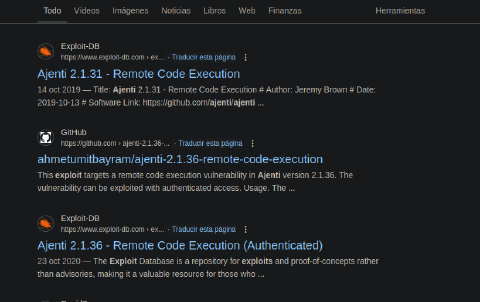 Todo Vídeos Imágenes Noticias Libros Web Finanzas Herramientas
Exploit-DB
https://www.exploit-db.com › ex... · Traducir esta página
Ajenti 2.1.31 - Remote Code Execution
14 oct 2019 — Title: Ajenti 2.1.31 - Remote Code Execution # Author: Jeremy Brown # Date:
2019-10-13 # Software Link: https://github.com/ajenti/ajenti ...
GitHub
https://github.com › ajenti-2.1.36-... · Traducir esta página
ahmetumitbayram/ajenti-2.1.36-remote-code-execution
This exploit targets a remote code execution vulnerability in Ajenti version 2.1.36. The
vulnerability can be exploited with authenticated access. Usage. The ...
Exploit-DB
https://www.exploit-db.com › ex... · Traducir esta página
Ajenti 2.1.36 - Remote Code Execution (Authenticated)
23 oct 2020 — The Exploit Database is a repository for exploits and proof-of-concepts rather
than advisories, making it a valuable resource for those who ...